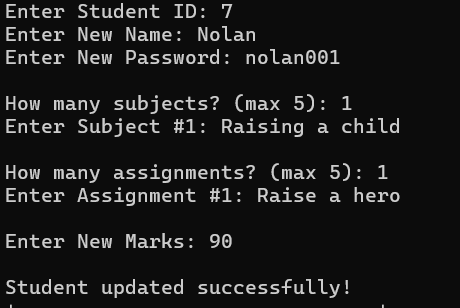 Enter Student ID: 7
Enter New Name: Nolan
Enter New Password: nolan001
How many subjects? (max 5): 1
Enter Subject #1: Raising a child
How many assignments? (max 5): 1
Enter Assignment #1: Raise a hero
Enter New Marks: 90
Student updated successfully!